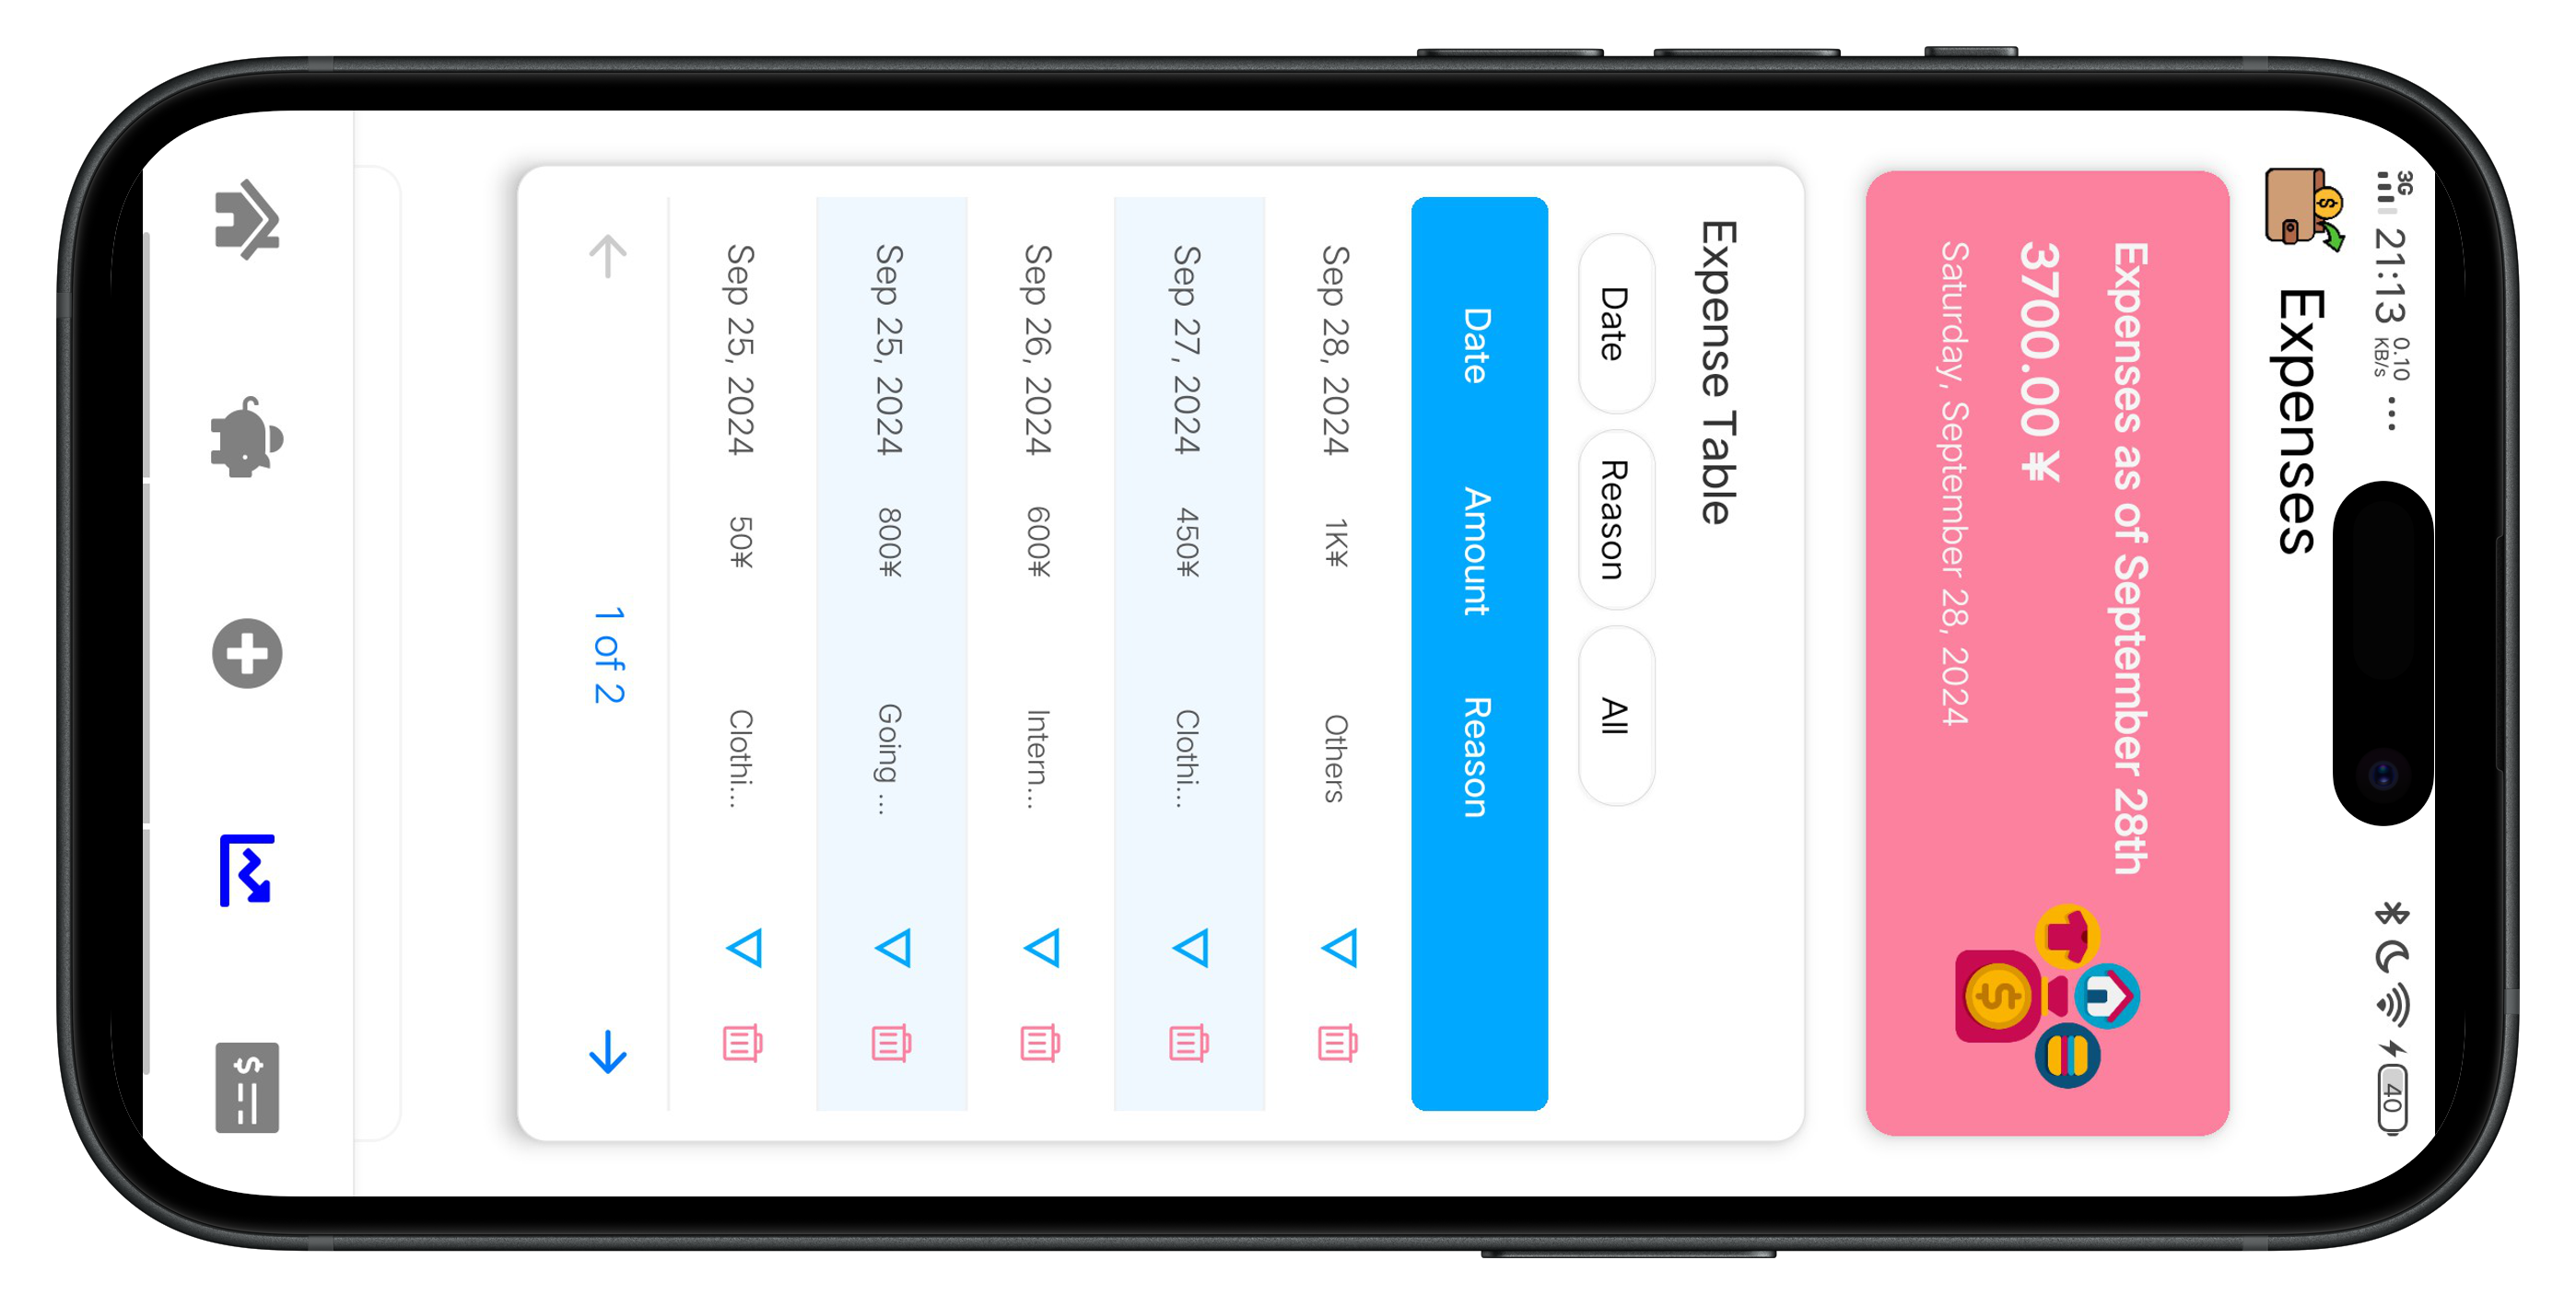 3G 21:13 0.10 KB/s ... 40
Expenses
Expenses as of September 28th
3700.00 ¥
Saturday, September 28, 2024
Expense Table
Date Reason All
Date Amount Reason
Sep 28, 2024 1K¥ Others
Sep 27, 2024 450¥ Clothi...
Sep 26, 2024 600¥ Intern...
Sep 25, 2024 800¥ Going ...
Sep 25, 2024 50¥ Clothi...
1 of 2